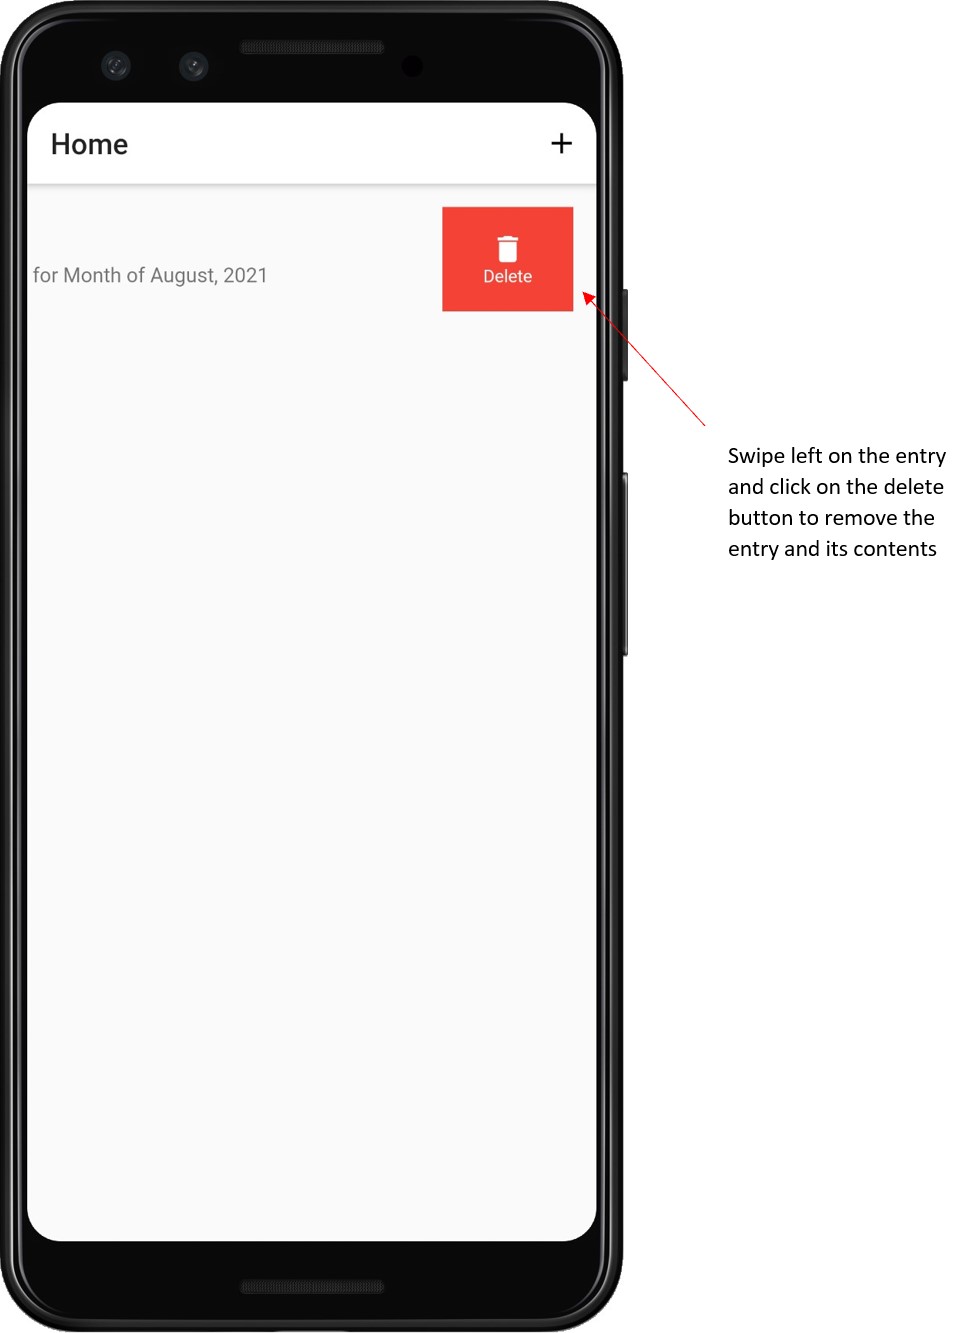 Home
for Month of August, 2021
Delete
Swipe left on the entry
and click on the delete
button to remove the
entry and its contents